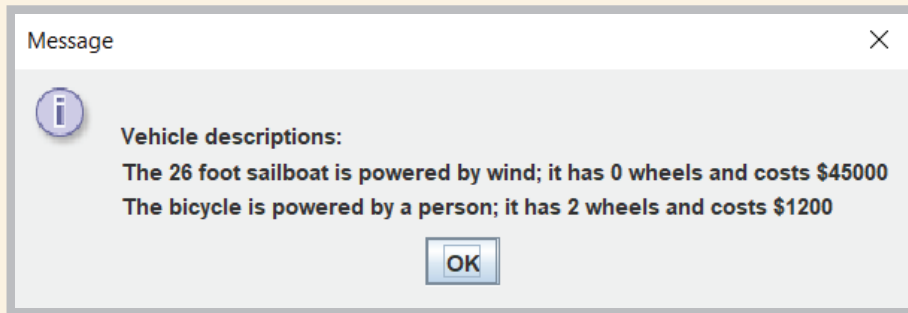 Message
Vehicle descriptions:
The 26 foot sailboat is powered by wind; it has 0 wheels and costs $45000
The bicycle is powered by a person; it has 2 wheels and costs $1200
OK